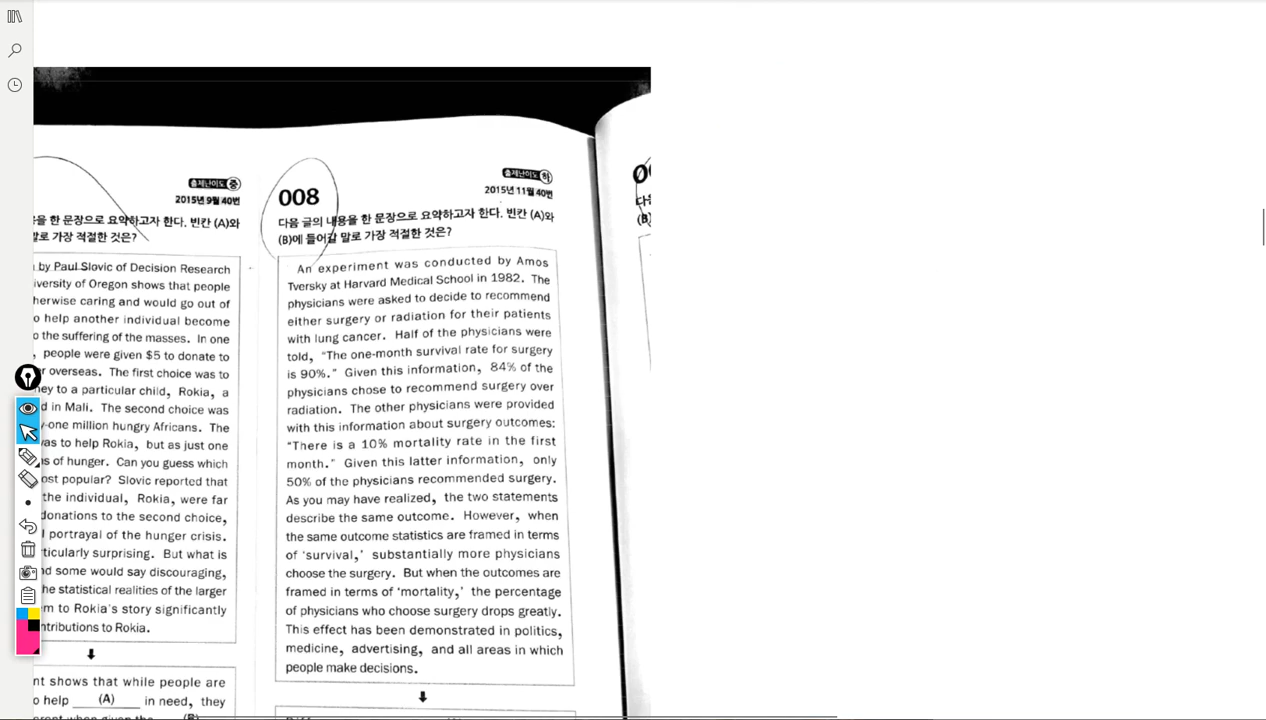 출제난이도 중
2015년 9월 40번
용을 한 문장으로 요약하고자 한다. 빈칸 (A)와
말로 가장 적절한 것은?
by Paul Slovic of Decision Research
iversity of Oregon shows that people
herwise caring and would go out of
o help another individual become
o the suffering of the masses. In one
, people were given $5 to donate to
r overseas. The first choice was to
ney to a particular child, Rokia, a
d in Mali. The second choice was
y-one million hungry Africans. The
was to help Rokia, but as just one
ns of hunger. Can you guess which
ost popular? Slovic reported that
the individual, Rokia, were far
donations to the second choice,
l portrayal of the hunger crisis.
rticularly surprising. But what is
nd some would say discouraging,
he statistical realities of the larger
em to Rokia's story significantly
ntributions to Rokia.
nt shows that while people are
o help (A) in need, they
출제난이도 하
2015년 11월 40번
008
다음 글의 내용을 한 문장으로 요약하고자 한다. 빈칸 (A)와
(B)에 들어갈 말로 가장 적절한 것은?
An experiment was conducted by Amos
Tversky at Harvard Medical School in 1982. The
physicians were asked to decide to recommend
either surgery or radiation for their patients
with lung cancer. Half of the physicians were
told, "The one-month survival rate for surgery
is 90%." Given this information, 84% of the
physicians chose to recommend surgery over
radiation. The other physicians were provided
with this information about surgery outcomes:
"There is a 10% mortality rate in the first
month." Given this latter information, only
50% of the physicians recommended surgery.
As you may have realized, the two statements
describe the same outcome. However, when
the same outcome statistics are framed in terms
of 'survival,' substantially more physicians
choose the surgery. But when the outcomes are
framed in terms of 'mortality,' the percentage
of physicians who choose surgery drops greatly.
This effect has been demonstrated in politics,
medicine, advertising, and all areas in which
people make decisions.